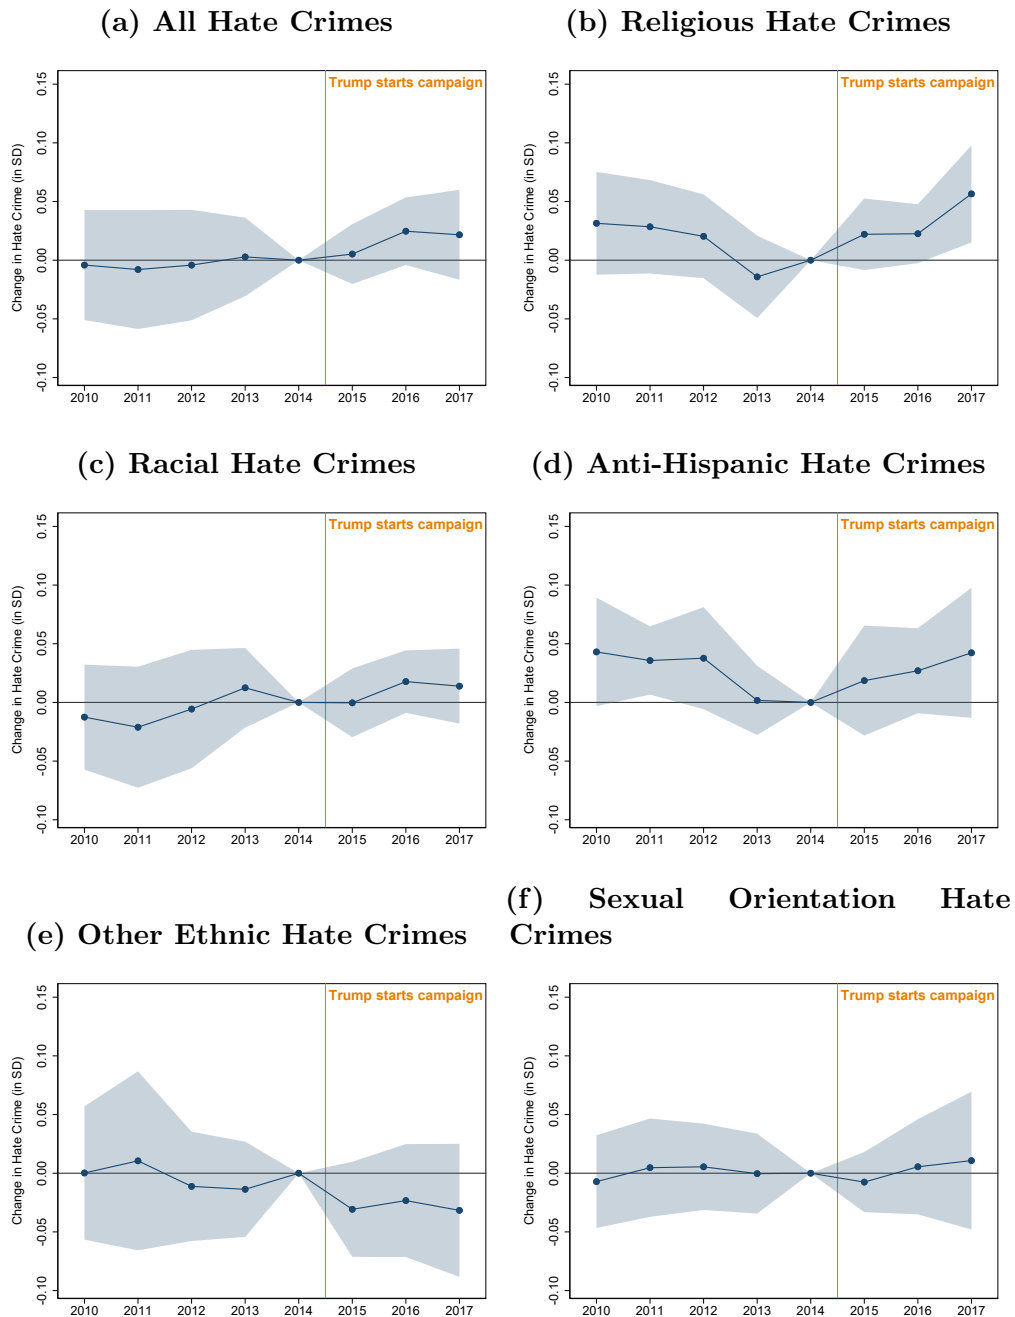 (a) All Hate Crimes
Trump starts campaign
Change in Hate Crime (in SD)
0.15
0.10
0.05
0.00
-0.05
-0.10
2010 2011 2012 2013 2014 2015 2016 2017
(b) Religious Hate Crimes
Trump starts campaign
Change in Hate Crime (in SD)
0.15
0.10
0.05
0.00
-0.05
-0.10
2010 2011 2012 2013 2014 2015 2016 2017
(c) Racial Hate Crimes
Trump starts campaign
Change in Hate Crime (in SD)
0.15
0.10
0.05
0.00
-0.05
-0.10
2010 2011 2012 2013 2014 2015 2016 2017
(d) Anti-Hispanic Hate Crimes
Trump starts campaign
Change in Hate Crime (in SD)
0.15
0.10
0.05
0.00
-0.05
-0.10
2010 2011 2012 2013 2014 2015 2016 2017
(e) Other Ethnic Hate Crimes
Trump starts campaign
Change in Hate Crime (in SD)
0.15
0.10
0.05
0.00
-0.05
-0.10
2010 2011 2012 2013 2014 2015 2016 2017
(f) Sexual Orientation Hate
Crimes
Trump starts campaign
Change in Hate Crime (in SD)
0.15
0.10
0.05
0.00
-0.05
-0.10
2010 2011 2012 2013 2014 2015 2016 2017